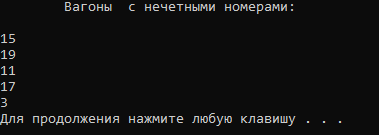 Вагоны  с нечетными номерами:
15
19
11
17
3
Для продолжения нажмите любую клавишу . . .